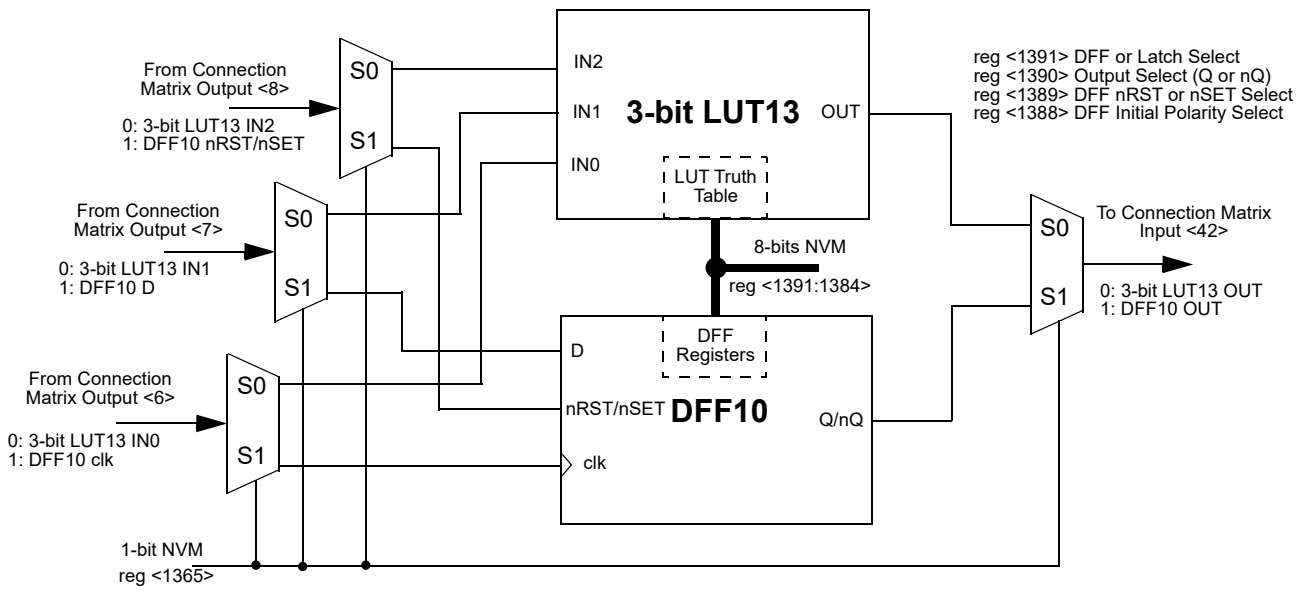 From Connection
Matrix Output <8>
0: 3-bit LUT13 IN2
1: DFF10 nRST/nSET
S0
S1
From Connection
Matrix Output <7>
0: 3-bit LUT13 IN1
1: DFF10 D
S0
S1
From Connection
Matrix Output <6>
0: 3-bit LUT13 IN0
1: DFF10 clk
S0
S1
1-bit NVM
reg <1365>
IN2
IN1
IN0
3-bit LUT13
OUT
LUT Truth
Table
8-bits NVM
reg <1391:1384>
DFF
Registers
D
nRST/nSET
DFF10
clk
Q/nQ
reg <1391> DFF or Latch Select
reg <1390> Output Select (Q or nQ)
reg <1389> DFF nRST or nSET Select
reg <1388> DFF Initial Polarity Select
S0
S1
To Connection Matrix
Input <42>
0: 3-bit LUT13 OUT
1: DFF10 OUT